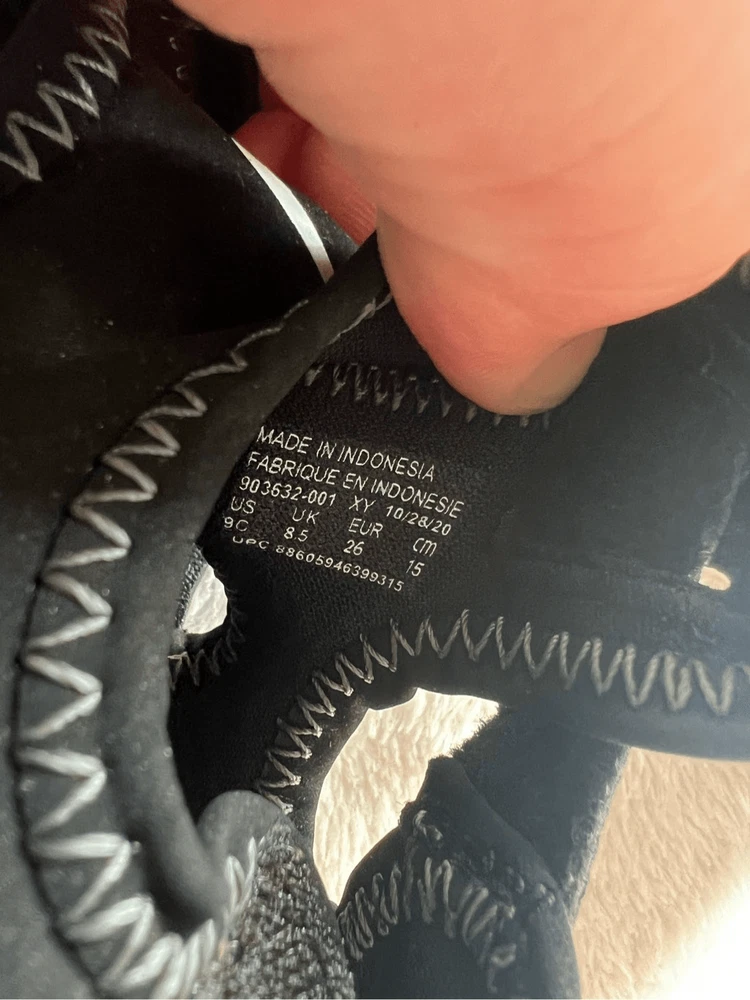 MADE IN INDONESIA
FABRIQUE EN INDONESIE
903632-001 XY 10/28/20
US UK EUR cm
9C 8.5 26 15
UPC 88605946399315